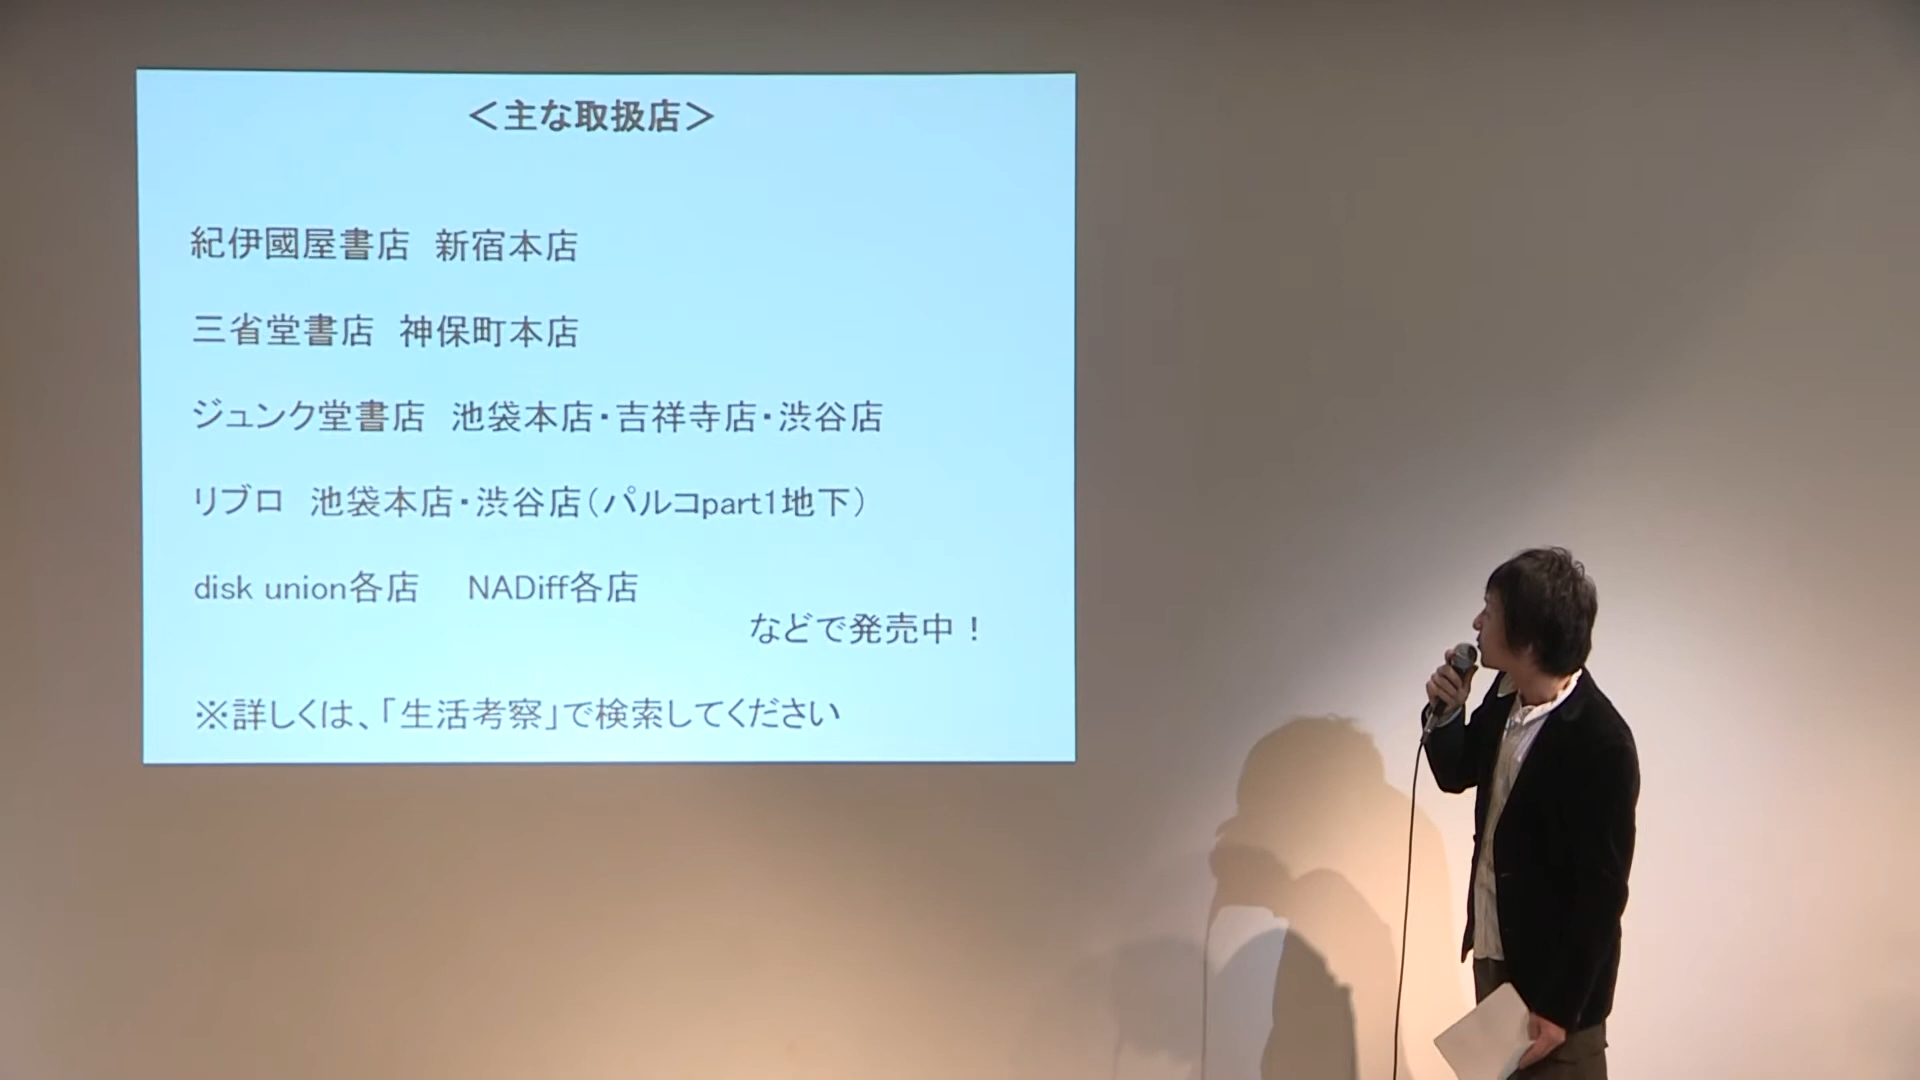 ＜主な取扱店＞
紀伊國屋書店　新宿本店
三省堂書店　神保町本店
ジュンク堂書店　池袋本店・吉祥寺店・渋谷店
リブロ　池袋本店・渋谷店（パルコpart1地下）
disk union各店　NADiff各店
などで発売中！
※詳しくは、「生活考察」で検索してください